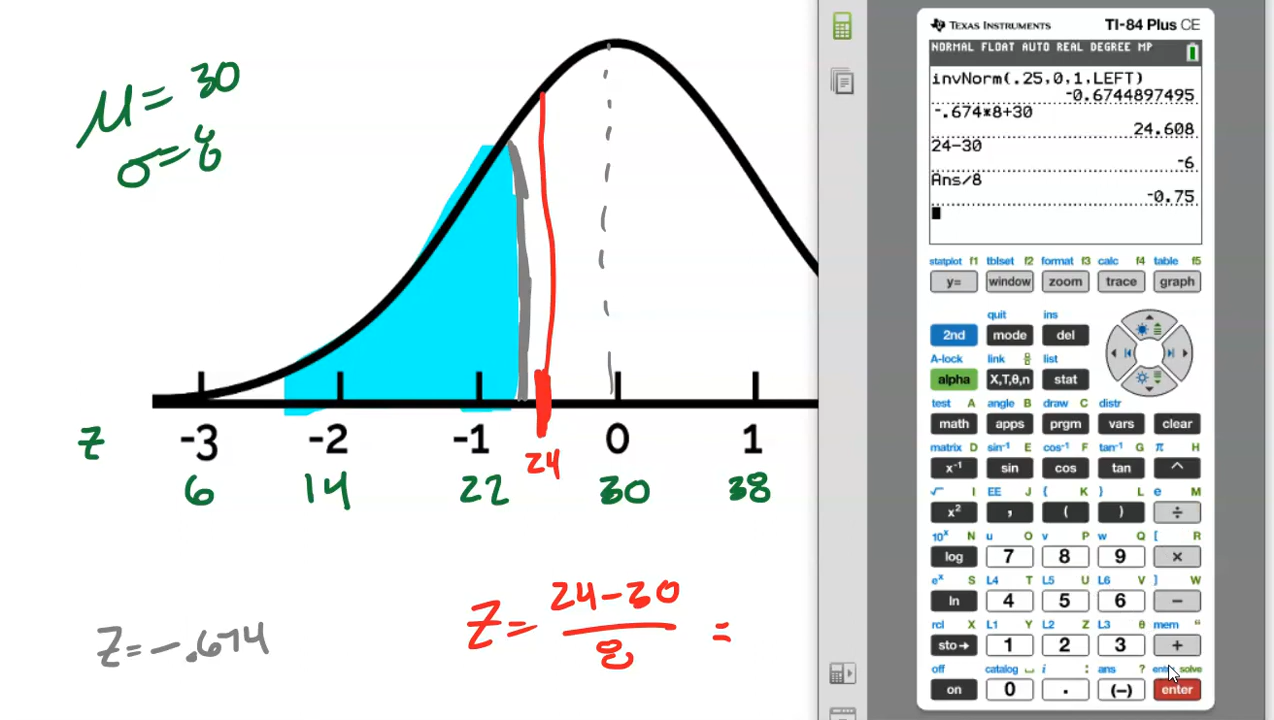 μ = 30
σ = 8
z -3 -2 -1 0 1
24
6 14 22 30 38
z = -.674
z = 24-30
8 =
TEXAS INSTRUMENTS TI-84 Plus CE
NORMAL FLOAT AUTO REAL DEGREE MP
invNorm(.25,0,1,LEFT)
-0.6744897495
-.674*8+30
24.608
24-30
-6
Ans/8
-0.75
statplot f1 tblset f2 format f3 calc f4 table f5
y= window zoom trace graph
quit ins
2nd mode del
A-lock link list
alpha X,T,θ,n stat
test A angle B draw C distr
math apps prgm vars clear
matrix D sin⁻¹ E cos⁻¹ F tan⁻¹ G π H
x⁻¹ sin cos tan ^
√ I EE J { K } L e M
x² , ( ) ÷
10ˣ N u O v P w Q [ R
log 7 8 9 ×
eˣ S L4 T L5 U L6 V ] W
ln 4 5 6 −
rcl X L1 Y L2 Z L3 θ mem "
sto→ 1 2 3 +
off catalog i : ans ? solve
on 0 . (−) enter